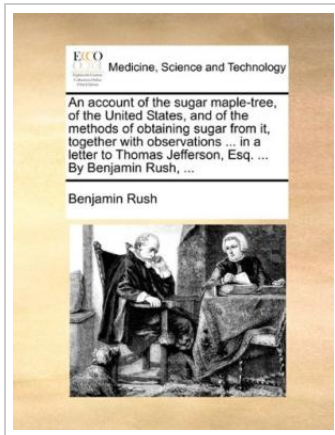 ECCO
Medicine, Science and Technology
An account of the sugar maple-tree,
of the United States, and of the
methods of obtaining sugar from it,
together with observations ... in a
letter to Thomas Jefferson, Esq. ...
By Benjamin Rush, ...
Benjamin Rush